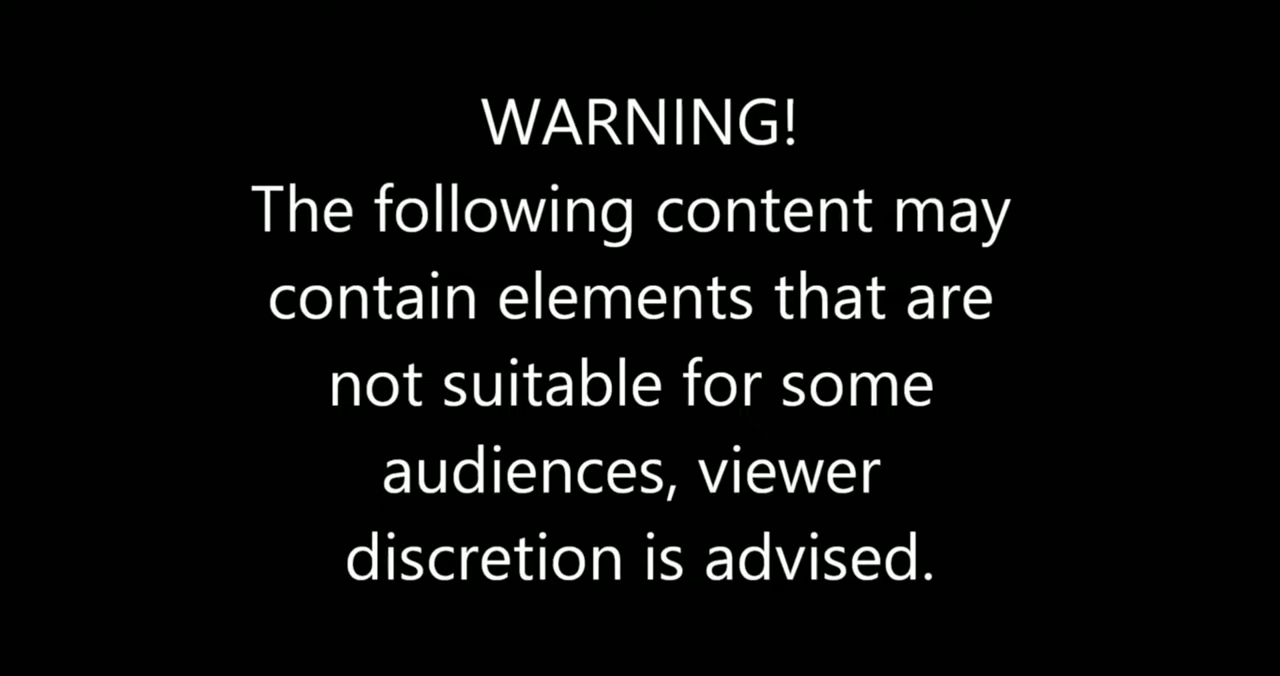 WARNING!
The following content may
contain elements that are
not suitable for some
audiences, viewer
discretion is advised.